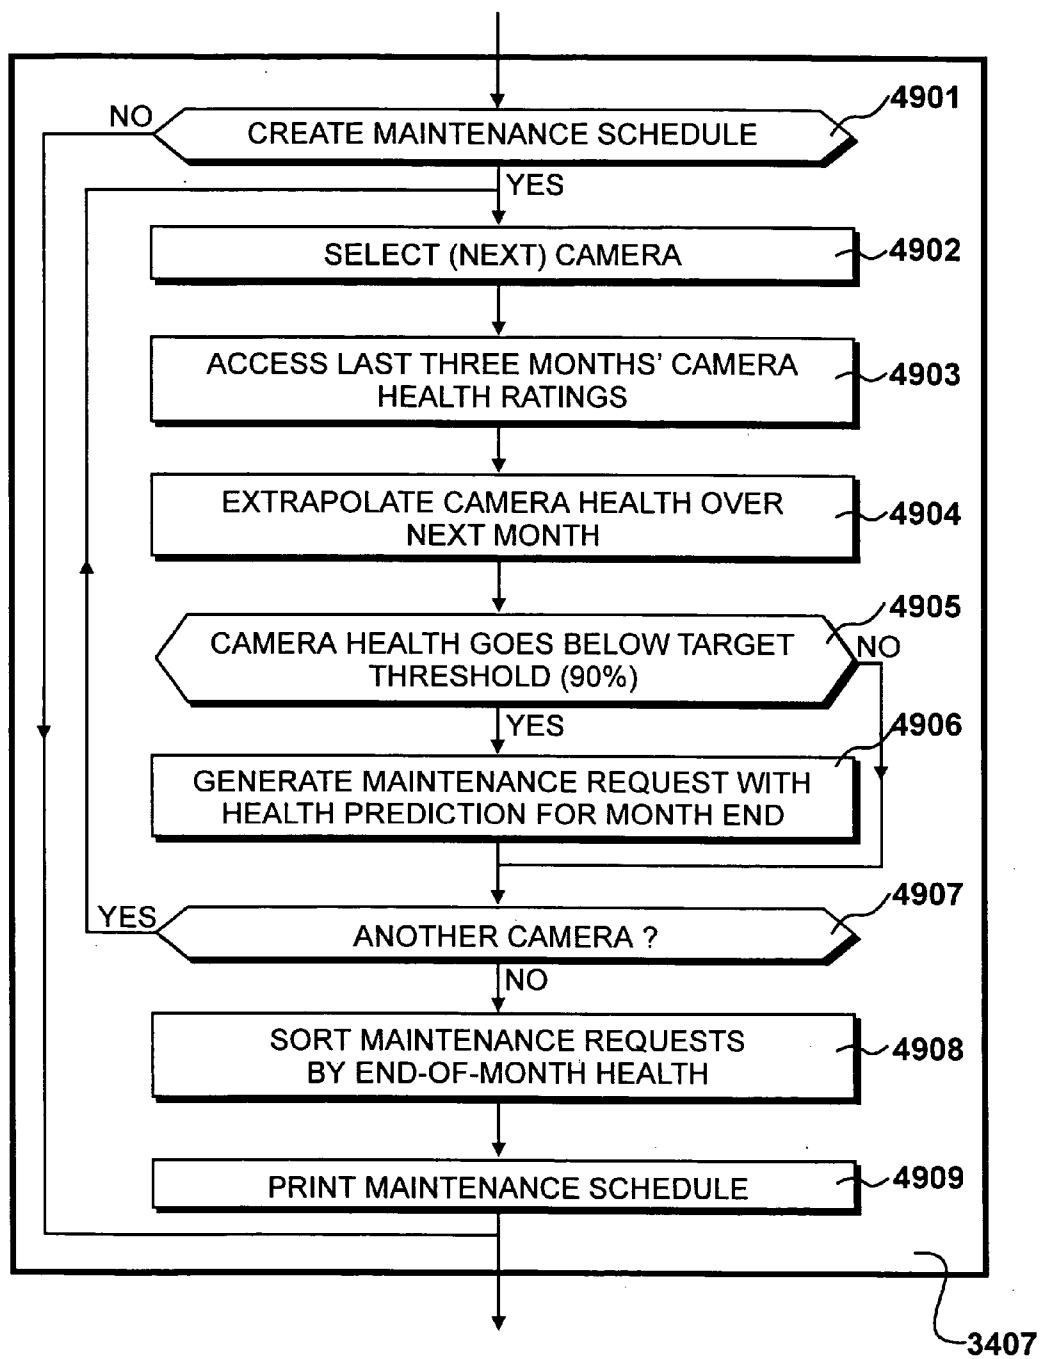 4901
NO
CREATE MAINTENANCE SCHEDULE
YES
4902
SELECT (NEXT) CAMERA
ACCESS LAST THREE MONTHS' CAMERA
HEALTH RATINGS
4903
EXTRAPOLATE CAMERA HEALTH OVER
NEXT MONTH
4904
4905
CAMERA HEALTH GOES BELOW TARGET
THRESHOLD (90%)
NO
YES
4906
GENERATE MAINTENANCE REQUEST WITH
HEALTH PREDICTION FOR MONTH END
4907
YES
ANOTHER CAMERA ?
NO
SORT MAINTENANCE REQUESTS
BY END-OF-MONTH HEALTH
4908
PRINT MAINTENANCE SCHEDULE
4909
3407